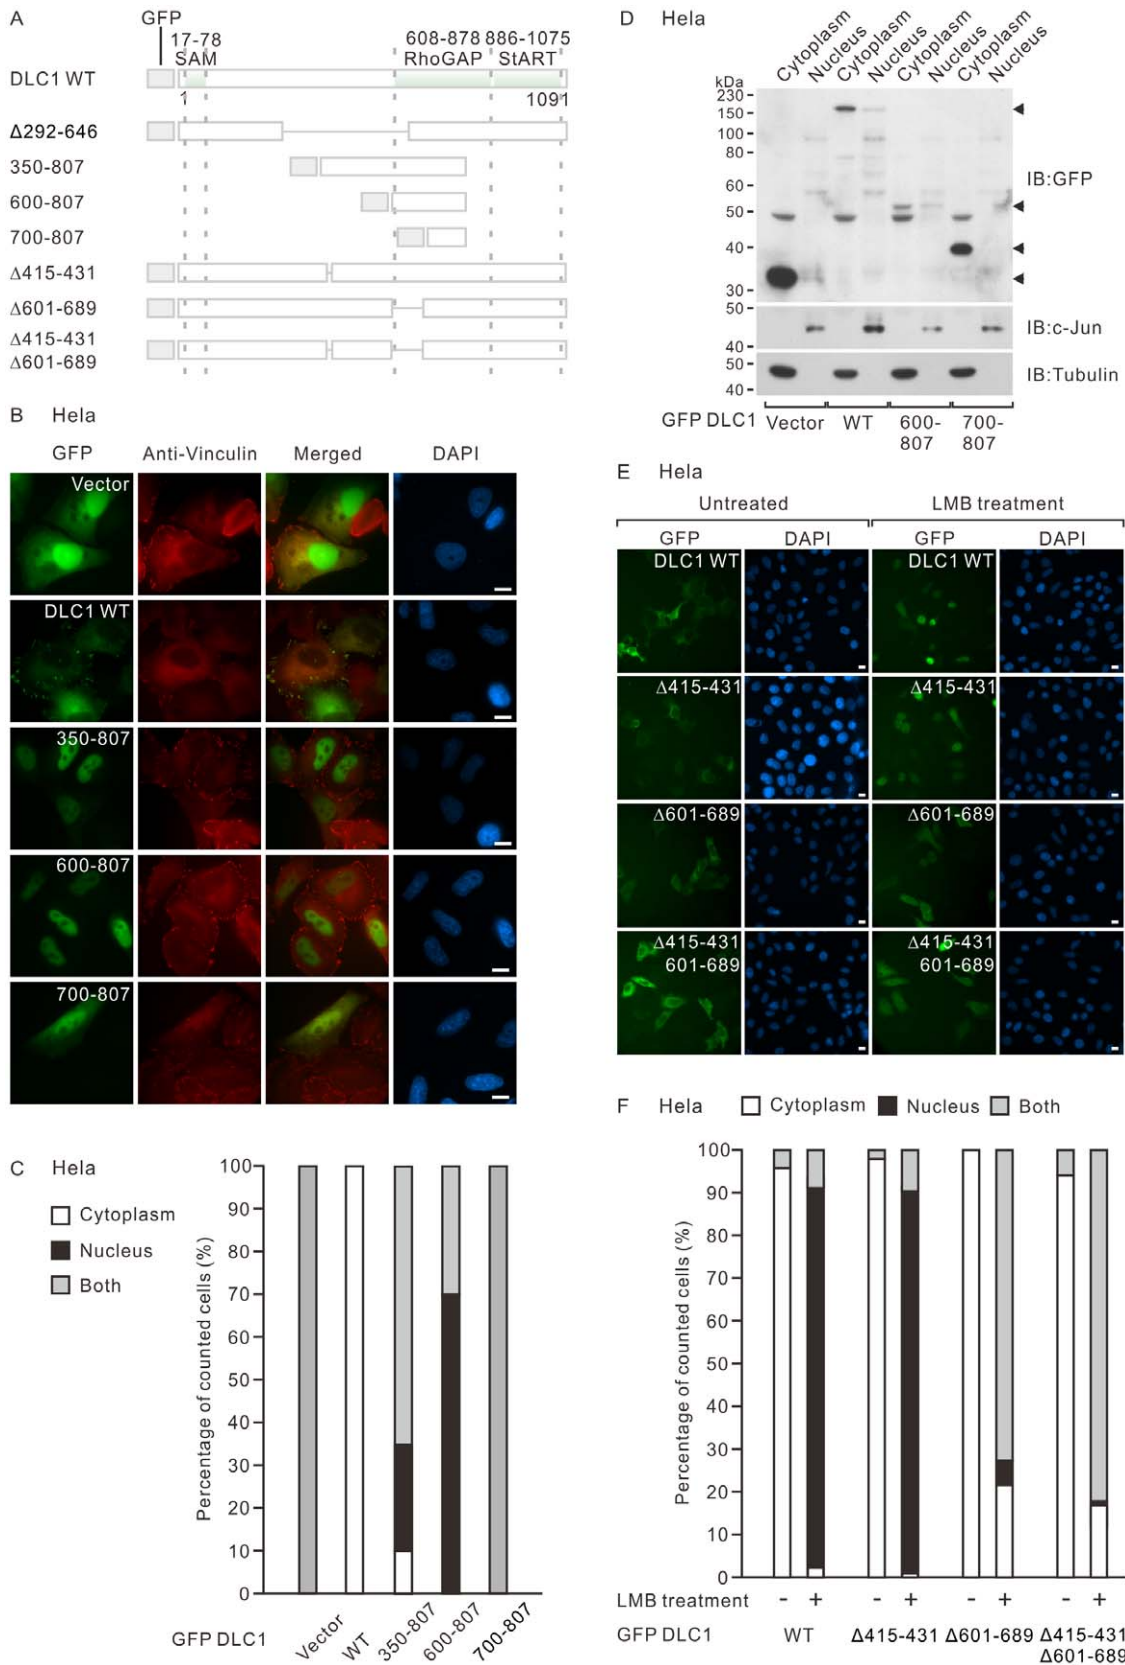 A
GFP
17-78 608-878 886-1075
SAM RhoGAP StART
DLC1 WT
1 1091
Δ292-646
350-807
600-807
700-807
Δ415-431
Δ601-689
Δ415-431
Δ601-689
B Hela
GFP Anti-Vinculin Merged DAPI
Vector
DLC1 WT
350-807
600-807
700-807
C Hela
Cytoplasm
Nucleus
Both
Percentage of counted cells (%)
100
90
80
70
60
50
40
30
20
10
0
GFP DLC1 Vector WT 350-807 600-807 700-807
D Hela
Cytoplasm Nucleus Cytoplasm Nucleus Cytoplasm Nucleus Cytoplasm Nucleus
kDa
230
150
100
80
60
50
40
30
IB:GFP
50
40
IB:c-Jun
50
40
IB:Tubulin
GFP DLC1 Vector WT 600- 700-
807 807
E Hela
Untreated LMB treatment
GFP DAPI GFP DAPI
DLC1 WT DLC1 WT
Δ415-431 Δ415-431
Δ601-689 Δ601-689
Δ415-431 Δ415-431
601-689 601-689
F Hela Cytoplasm Nucleus Both
Percentage of counted cells (%)
100
90
80
70
60
50
40
30
20
10
0
LMB treatment - + - + - + - +
GFP DLC1 WT Δ415-431 Δ601-689 Δ415-431
Δ601-689